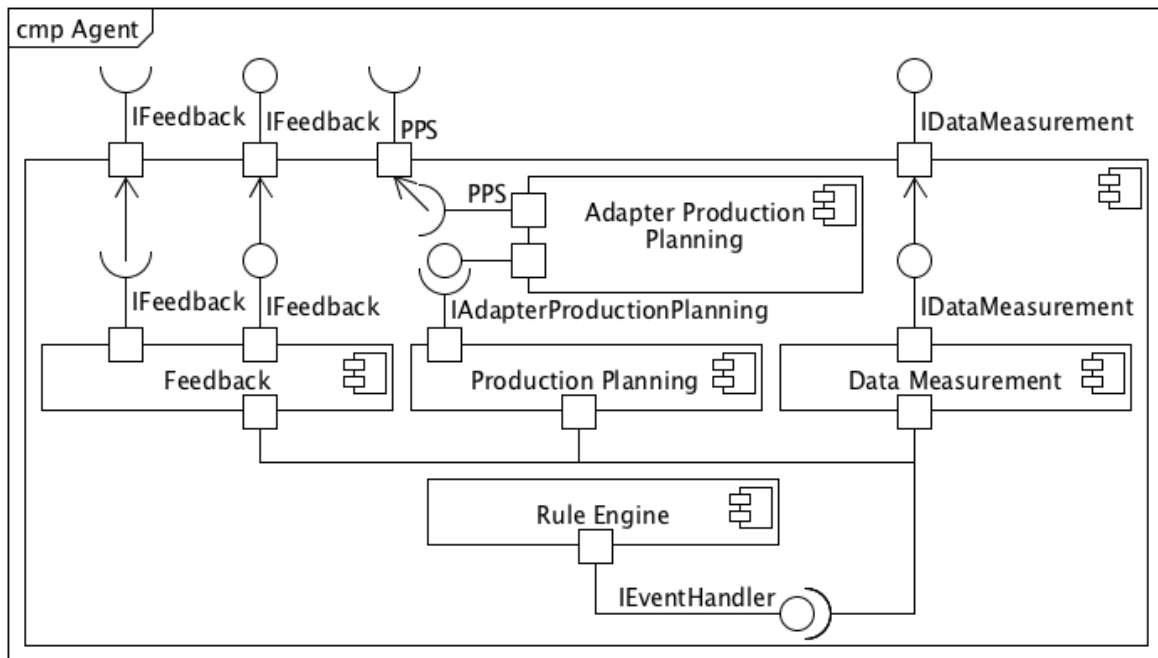 cmp Agent
IFeedback
IFeedback
PPS
IDataMeasurement
PPS
Adapter Production
Planning
IFeedback
IFeedback
IAdapterProductionPlanning
IDataMeasurement
Feedback
Production Planning
Data Measurement
Rule Engine
IEventHandler